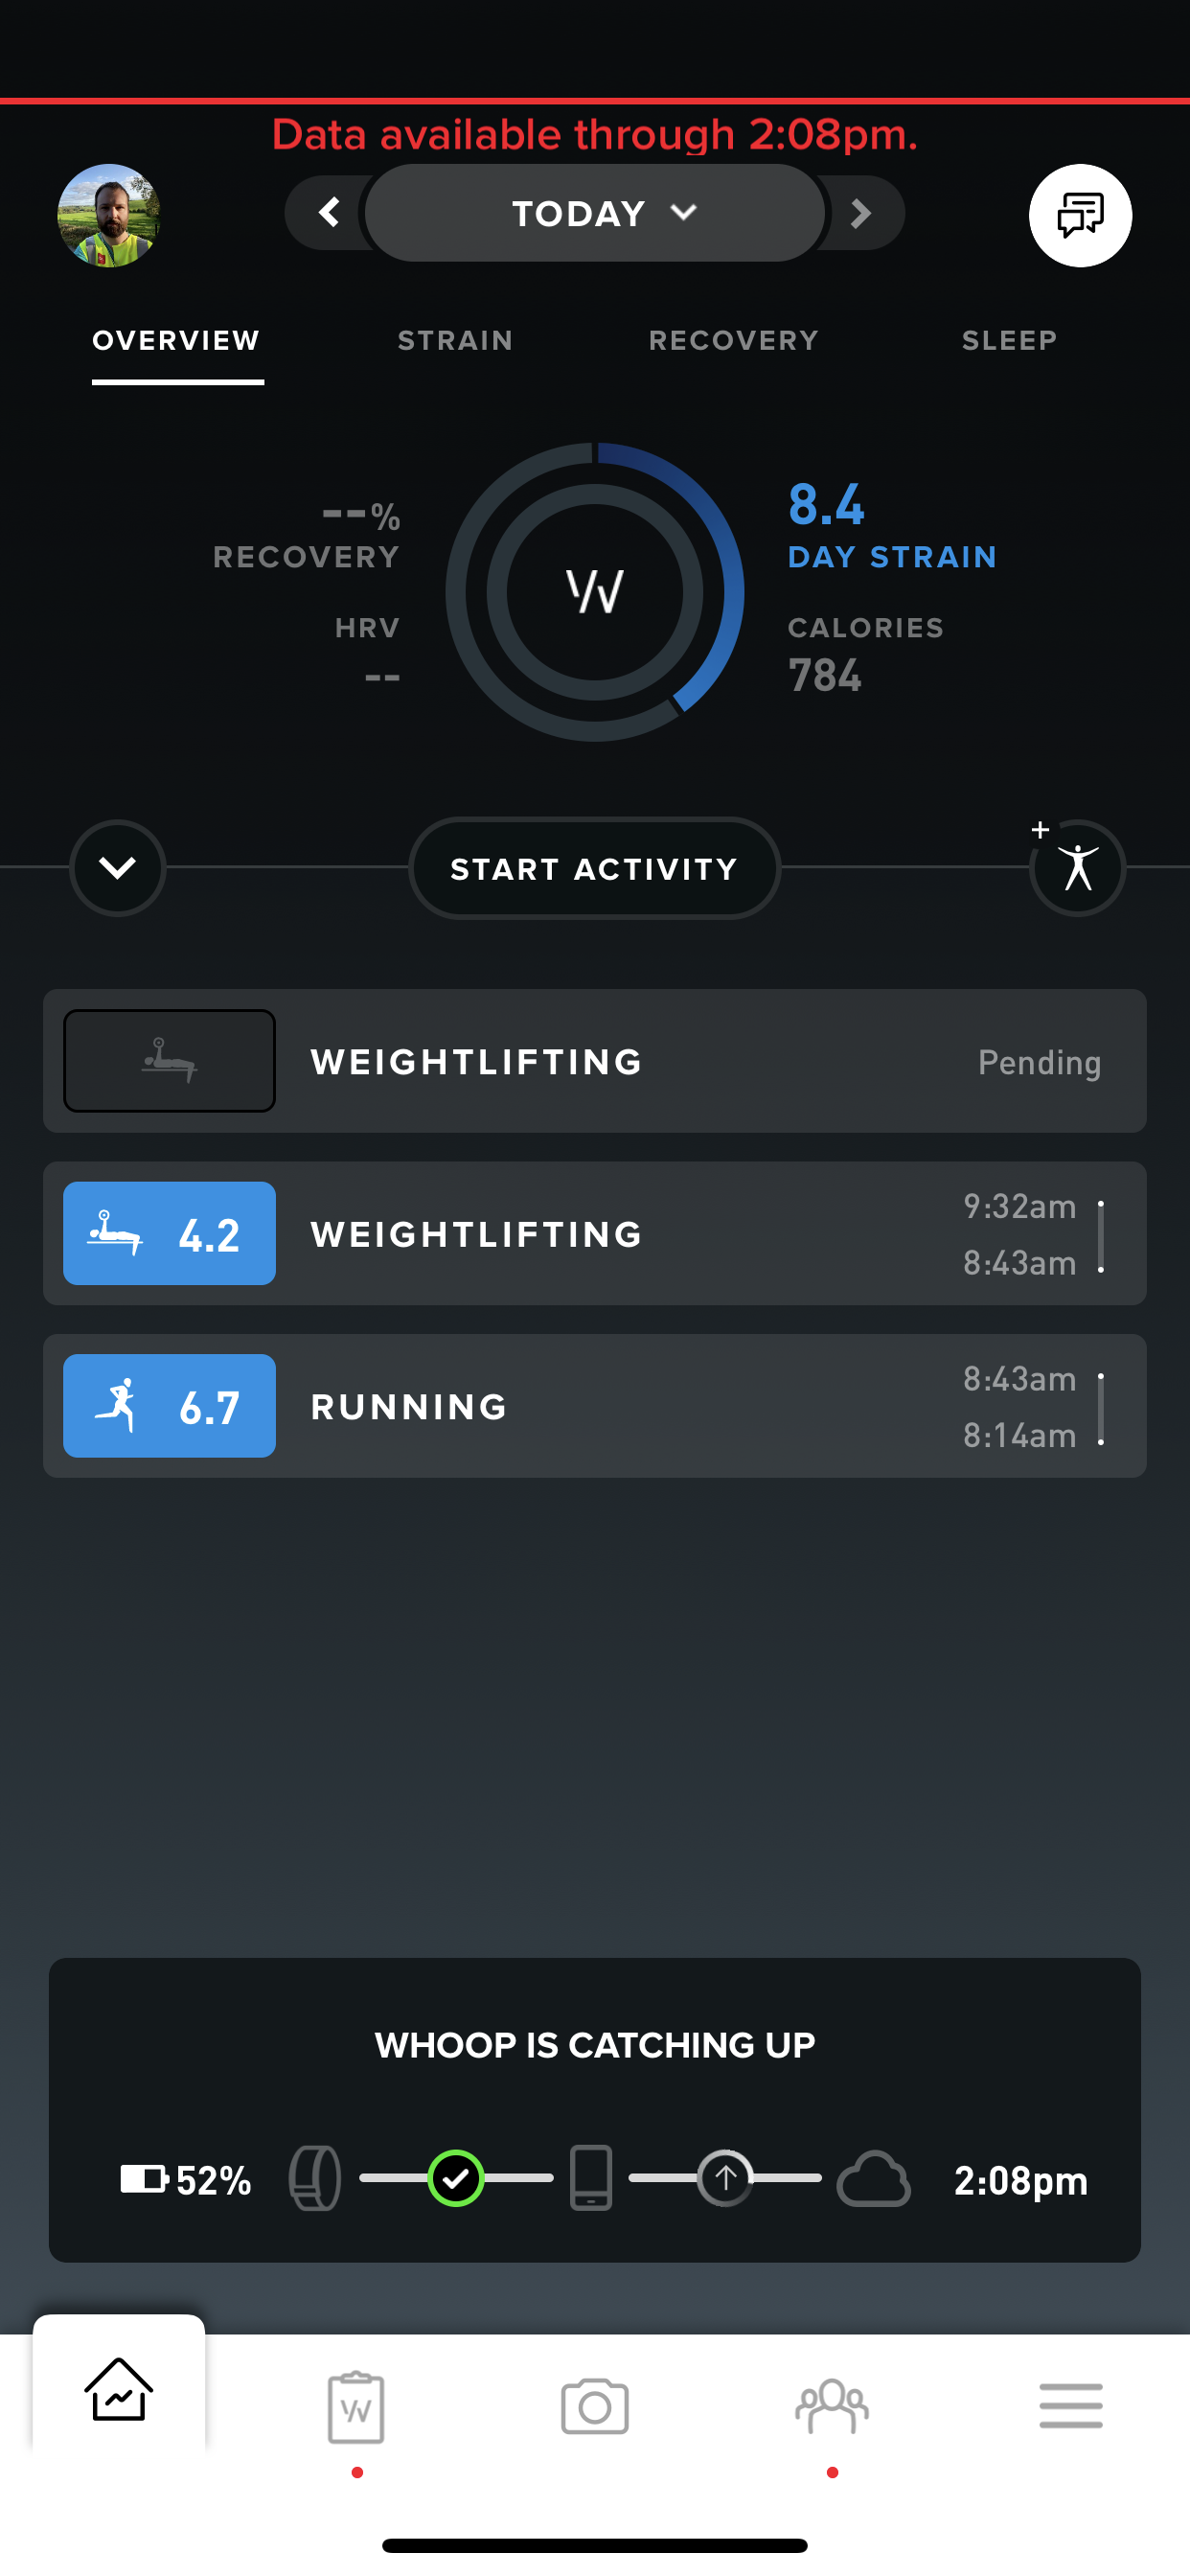 Data available through 2:08pm.
TODAY
OVERVIEW STRAIN RECOVERY SLEEP
--%
RECOVERY
HRV
--
8.4
DAY STRAIN
CALORIES
784
START ACTIVITY
WEIGHTLIFTING Pending
4.2 WEIGHTLIFTING 9:32am
8:43am
6.7 RUNNING 8:43am
8:14am
WHOOP IS CATCHING UP
52% 2:08pm